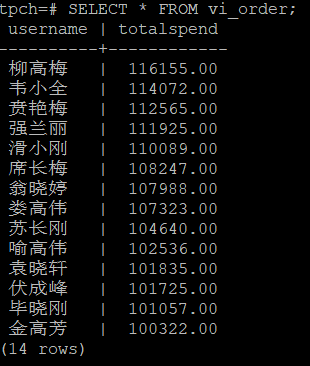 tpch=# SELECT * FROM vi_order;
 username | totalspend
----------+------------
 柳高梅   |  116155.00
 韦小全   |  114072.00
 贲艳梅   |  112565.00
 强兰丽   |  111925.00
 滑小刚   |  110089.00
 席长梅   |  108247.00
 翁晓婷   |  107988.00
 娄高伟   |  107323.00
 苏长刚   |  104640.00
 喻高伟   |  102536.00
 袁晓轩   |  101835.00
 伏成峰   |  101725.00
 毕晓刚   |  101057.00
 金高芳   |  100322.00
(14 rows)